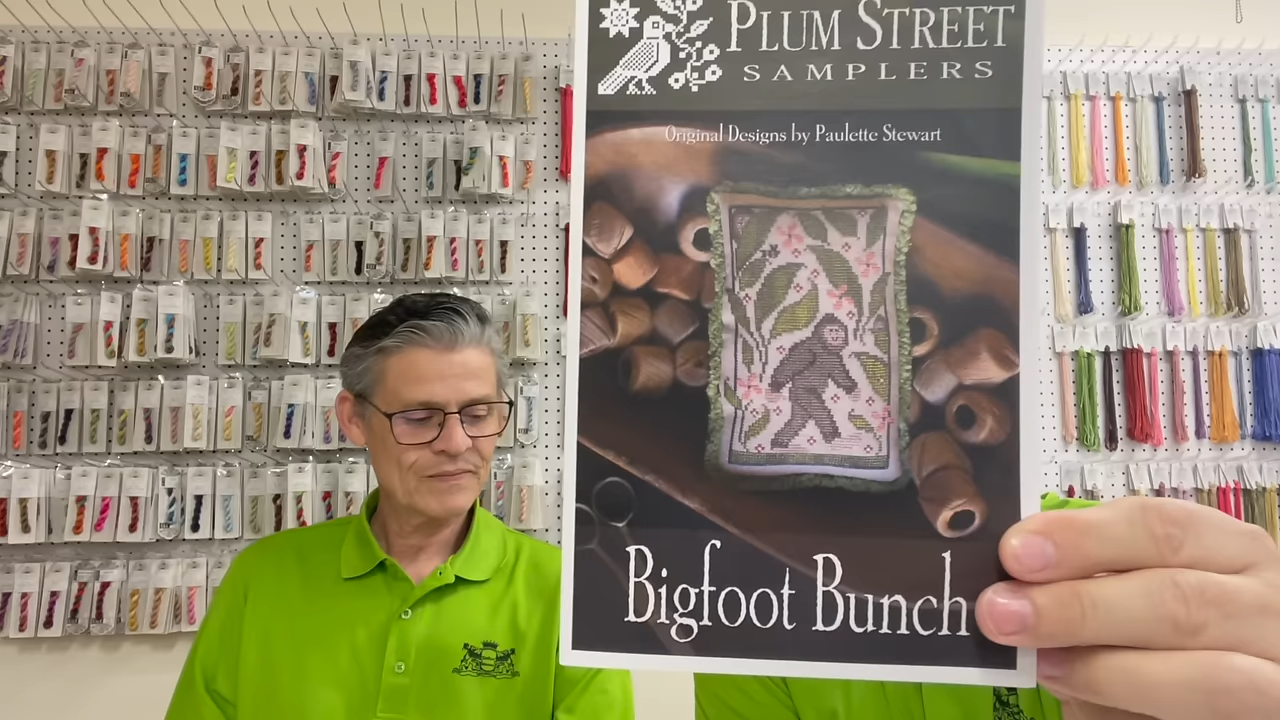 PLUM STREET
SAMPLERS
Original Designs by Paulette Stewart
Bigfoot Bunch